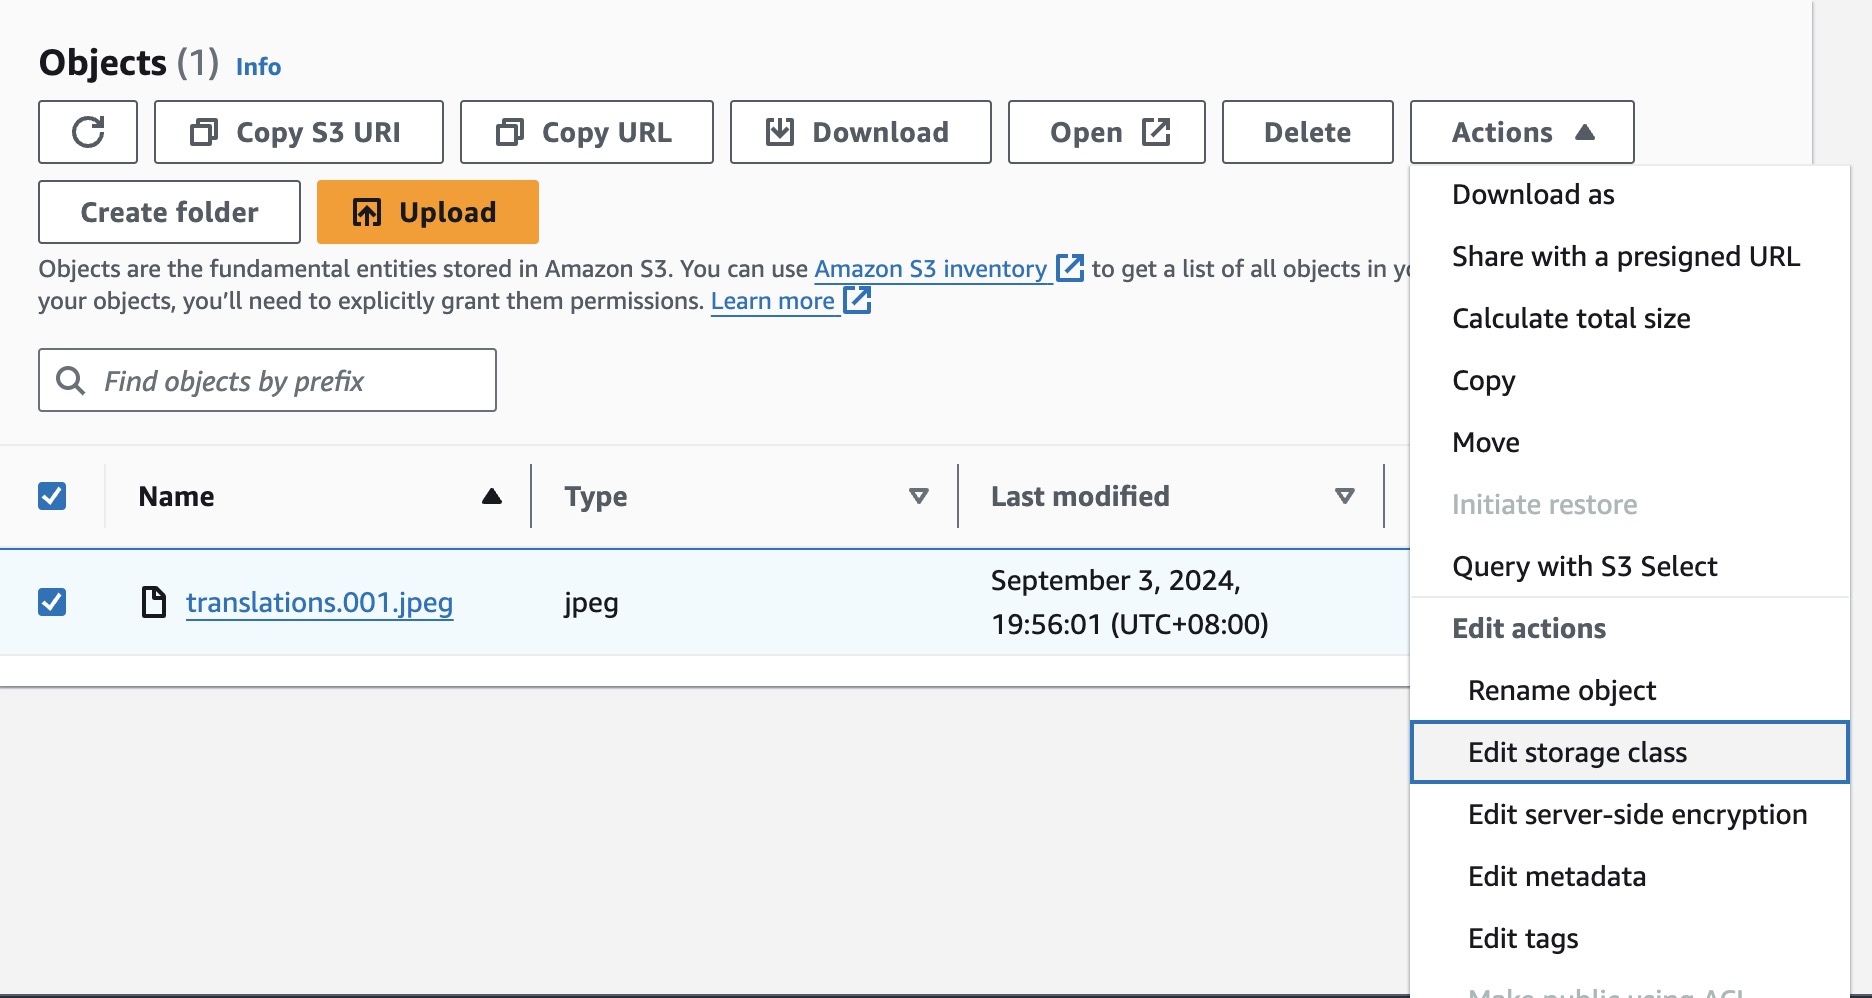 Objects (1) Info
Copy S3 URI
Copy URL
Download
Open
Delete
Actions
Create folder
Upload
Objects are the fundamental entities stored in Amazon S3. You can use Amazon S3 inventory to get a list of all objects in
your objects, you'll need to explicitly grant them permissions. Learn more
Find objects by prefix
Name
Type
Last modified
translations.001.jpeg
jpeg
September 3, 2024,
19:56:01 (UTC+08:00)
Download as
Share with a presigned URL
Calculate total size
Copy
Move
Initiate restore
Query with S3 Select
Edit actions
Rename object
Edit storage class
Edit server-side encryption
Edit metadata
Edit tags
Make public using ACL